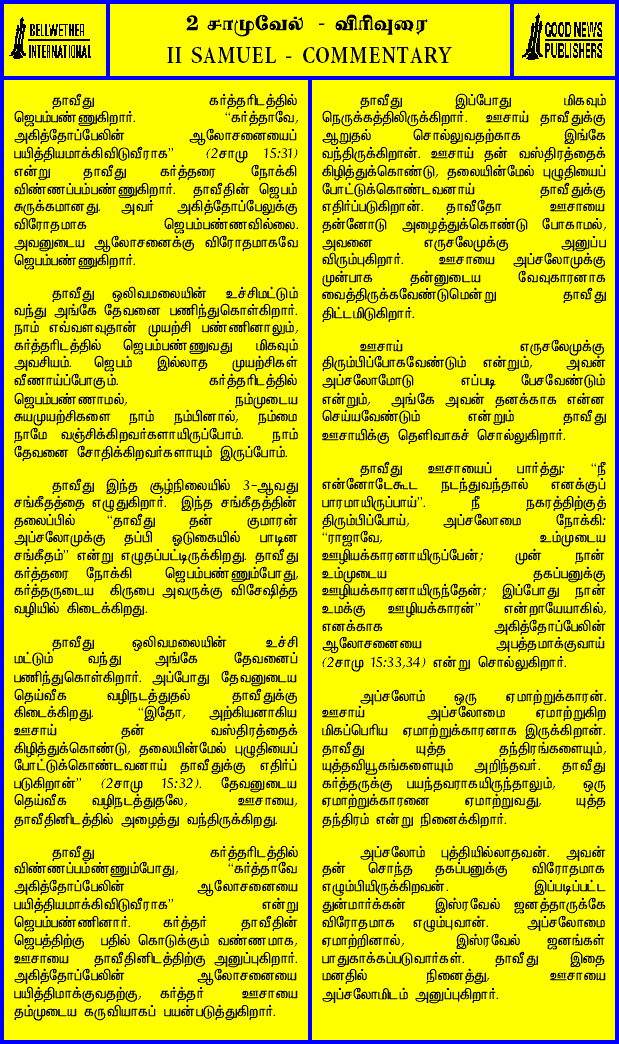 BELLWETHER
INTERNATIONAL
2 சாமுவேல் - விரிவுரை
II SAMUEL - COMMENTARY
GOOD NEWS
PUBLISHERS
தாவீது கர்த்தரிடத்தில்
ஜெபம்பண்ணுகிறார். “கர்த்தாவே,
அகித்தோப்பேலின் ஆலோசனையைப்
பயித்தியமாக்கிவிடுவீராக” (2சாமு 15:31)
என்று தாவீது கர்த்தரை நோக்கி
விண்ணப்பம்பண்ணுகிறார். தாவீதின் ஜெபம்
சுருக்கமானது. அவர் அகித்தோப்பேலுக்கு
விரோதமாக ஜெபம்பண்ணவில்லை.
அவனுடைய ஆலோசனைக்கு விரோதமாகவே
ஜெபம்பண்ணுகிறார்.
தாவீது ஒலிவமலையின் உச்சிமட்டும்
வந்து அங்கே தேவனை பணிந்துகொள்கிறார்.
நாம் எவ்வளவுதான் முயற்சி பண்ணினாலும்,
கர்த்தரிடத்தில் ஜெபம்பண்ணுவது மிகவும்
அவசியம். ஜெபம் இல்லாத முயற்சிகள்
வீணாய்ப்போகும். கர்த்தரிடத்தில்
ஜெபம்பண்ணாமல், நம்முடைய
சுயமுயற்சிகளை நாம் நம்பினால், நம்மை
நாமே வஞ்சிக்கிறவர்களாயிருப்போம். நாம்
தேவனை சோதிக்கிறவர்களாயும் இருப்போம்.
தாவீது இந்த சூழ்நிலையில் 3-ஆவது
சங்கீதத்தை எழுதுகிறார். இந்த சங்கீதத்தின்
தலைப்பில் “தாவீது தன் குமாரன்
அப்சலோமுக்கு தப்பி ஓடுகையில் பாடின
சங்கீதம்” என்று எழுதப்பட்டிருக்கிறது. தாவீது
கர்த்தரை நோக்கி ஜெபம்பண்ணும்போது,
கர்த்தருடைய கிருபை அவருக்கு விசேஷித்த
வழியில் கிடைக்கிறது.
தாவீது ஒலிவமலையின் உச்சி
மட்டும் வந்து அங்கே தேவனைப்
பணிந்துகொள்கிறார். அப்போது தேவனுடைய
தெய்வீக வழிநடத்துதல் தாவீதுக்கு
கிடைக்கிறது. “இதோ, அற்கியனாகிய
ஊசாய் தன் வஸ்திரத்தைக்
கிழித்துக்கொண்டு, தலையின்மேல் புழுதியைப்
போட்டுக்கொண்டவனாய் தாவீதுக்கு எதிர்ப்
படுகிறான்” (2சாமு 15:32). தேவனுடைய
தெய்வீக வழிநடத்துதலே, ஊசாயை,
தாவீதினிடத்தில் அழைத்து வந்திருக்கிறது.
தாவீது கர்த்தரிடத்தில்
விண்ணப்பம்ண்ணும்போது, “கர்த்தாவே
அகித்தோப்பேலின் ஆலோசனையை
பயித்தியமாக்கிவிடுவீராக” என்று
ஜெபம்பண்ணினார். கர்த்தர் தாவீதின்
ஜெபத்திற்கு பதில் கொடுக்கும் வண்ணமாக,
ஊசாயை தாவீதினிடத்திற்கு அனுப்புகிறார்.
அகித்தோப்பேலின் ஆலோசனையை
பயித்திமாக்குவதற்கு, கர்த்தர் ஊசாயை
தம்முடைய கருவியாகப் பயன்படுத்துகிறார்.
தாவீது இப்போது மிகவும்
நெருக்கத்திலிருக்கிறார். ஊசாய் தாவீதுக்கு
ஆறுதல் சொல்லுவதற்காக இங்கே
வந்திருக்கிறான். ஊசாய் தன் வஸ்திரத்தைக்
கிழித்துக்கொண்டு, தலையின்மேல் புழுதியைப்
போட்டுக்கொண்டவனாய் தாவீதுக்கு
எதிர்ப்படுகிறான். தாவீதோ ஊசாயை
தன்னோடு அழைத்துக்கொண்டு போகாமல்,
அவனை எருசலேமுக்கு அனுப்ப
விரும்புகிறார். ஊசாயை அப்சலோமுக்கு
முன்பாக தன்னுடைய வேவுகாரனாக
வைத்திருக்கவேண்டுமென்று தாவீது
திட்டமிடுகிறார்.
ஊசாய் எருசலேமுக்கு
திரும்பிப்போகவேண்டும் என்றும், அவன்
அப்சலோமோடு எப்படி பேசவேண்டும்
என்றும், அங்கே அவன் தனக்காக என்ன
செய்யவேண்டும் என்றும் தாவீது
ஊசாயிக்கு தெளிவாகச் சொல்லுகிறார்.
தாவீது ஊசாயைப் பார்த்து: “நீ
என்னோடேகூட நடந்துவந்தால் எனக்குப்
பாரமாயிருப்பாய்”. நீ நகரத்திற்குத்
திரும்பிப்போய், அப்சலோமை நோக்கி:
“ராஜாவே, உம்முடைய
ஊழியக்காரனாயிருப்பேன்; முன் நான்
உம்முடைய தகப்பனுக்கு
ஊழியக்காரனாயிருந்தேன்; இப்போது நான்
உமக்கு ஊழியக்காரன்” என்றாயேயாகில்,
எனக்காக அகித்தோப்பேலின்
ஆலோசனையை அபத்தமாக்குவாய்
(2சாமு 15:33,34) என்று சொல்லுகிறார்.
அப்சலோம் ஒரு ஏமாற்றுக்காரன்.
ஊசாய் அப்சலோமை ஏமாற்றுகிற
மிகப்பெரிய ஏமாற்றுக்காரனாக இருக்கிறான்.
தாவீது யுத்த தந்திரங்களையும்,
யுத்தவியூகங்களையும் அறிந்தவர். தாவீது
கர்த்தருக்கு பயந்தவராகயிருந்தாலும், ஒரு
ஏமாற்றுக்காரனை ஏமாற்றுவது, யுத்த
தந்திரம் என்று நினைக்கிறார்.
அப்சலோம் புத்தியில்லாதவன். அவன்
தன் சொந்த தகப்பனுக்கு விரோதமாக
எழும்பியிருக்கிறவன். இப்படிப்பட்ட
துன்மார்க்கன் இஸ்ரவேல் ஜனத்தாருக்கே
விரோதமாக எழும்புவான். அப்சலோமை
ஏமாற்றினால், இஸ்ரவேல் ஜனங்கள்
பாதுகாக்கப்படுவார்கள். தாவீது இதை
மனதில் நினைத்து, ஊசாயை
அப்சலோமிடம் அனுப்புகிறார்.